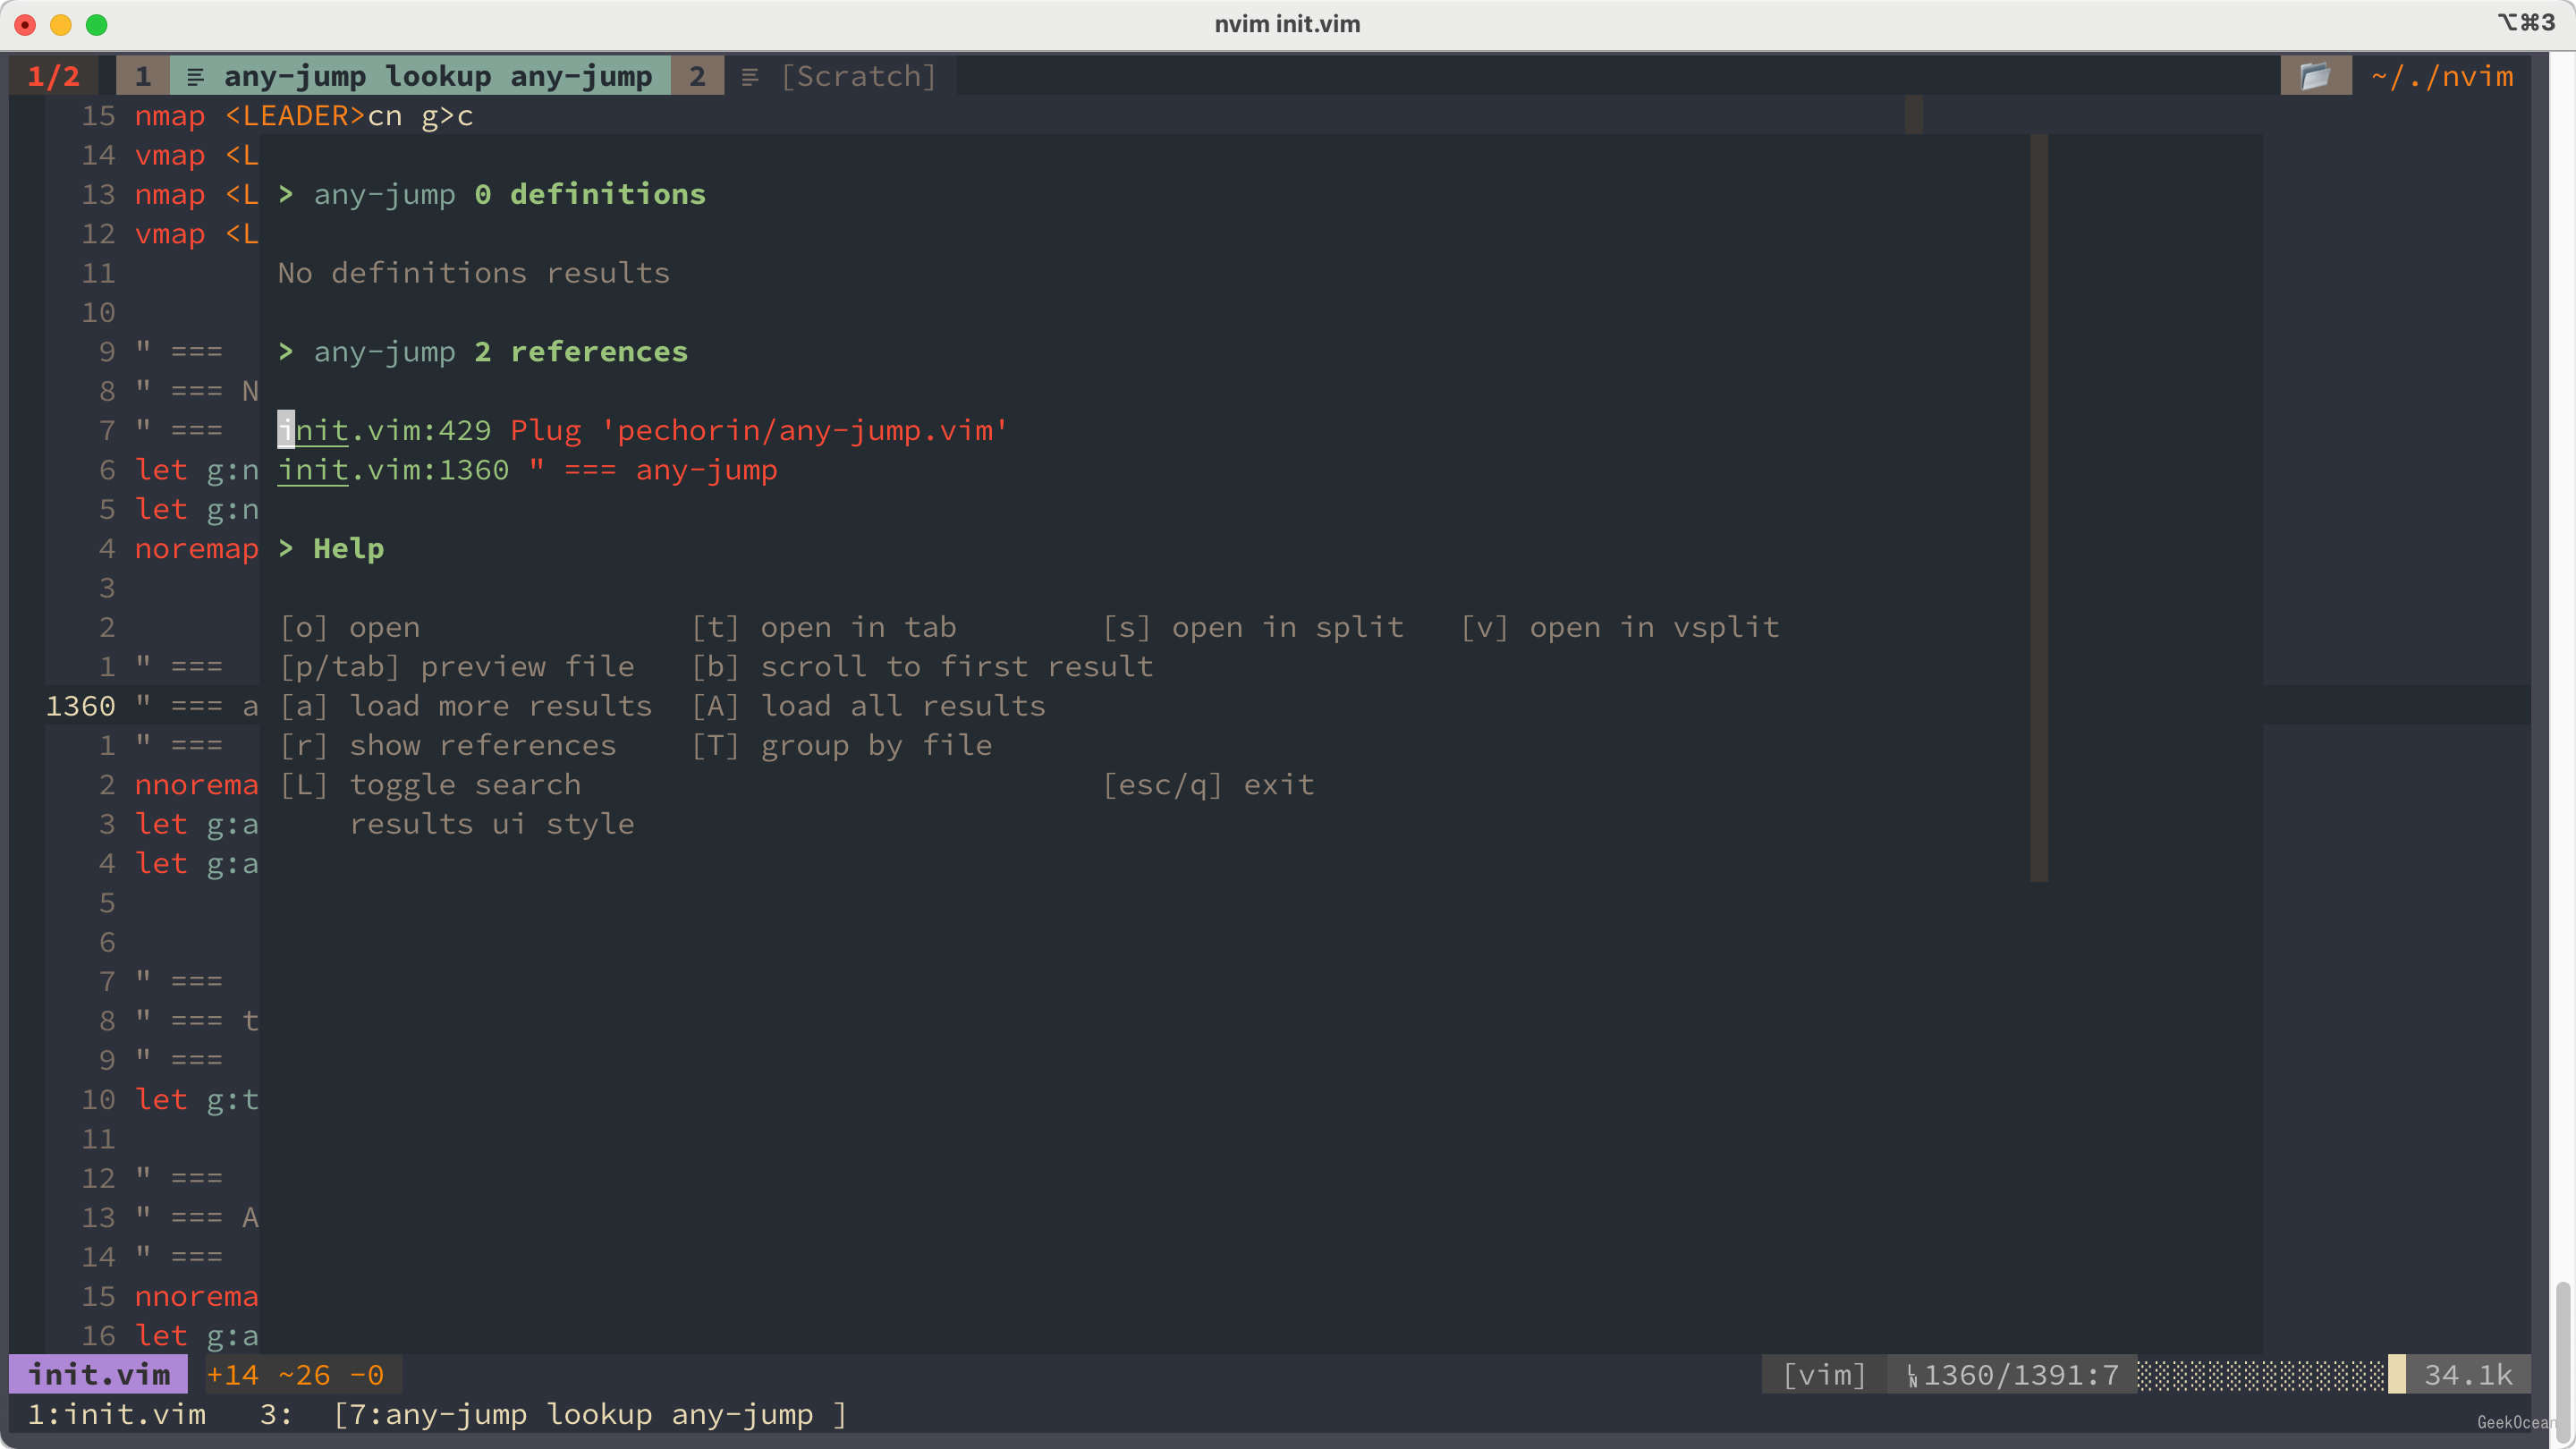 nvim init.vim ⌥⌘3
1/2 1 any-jump lookup any-jump 2 [Scratch] ~/./nvim
15 nmap <LEADER>cn g>c
14 vmap <L
13 nmap <L > any-jump 0 definitions
12 vmap <L
11 No definitions results
10
9 " === > any-jump 2 references
8 " === N
7 " === init.vim:429 Plug 'pechorin/any-jump.vim'
6 let g:n init.vim:1360 " === any-jump
5 let g:n
4 noremap > Help
3
2 [o] open [t] open in tab [s] open in split [v] open in vsplit
1 " === [p/tab] preview file [b] scroll to first result
1360 " === a [a] load more results [A] load all results
1 " === [r] show references [T] group by file
2 nnorema [L] toggle search [esc/q] exit
3 let g:a results ui style
4 let g:a
5
6
7 " ===
8 " === t
9 " ===
10 let g:t
11
12 " ===
13 " === A
14 " ===
15 nnorema
16 let g:a
init.vim +14 ~26 -0 [vim] ␤1360/1391:7 34.1k
1:init.vim 3: [7:any-jump lookup any-jump ]
GeekOcean